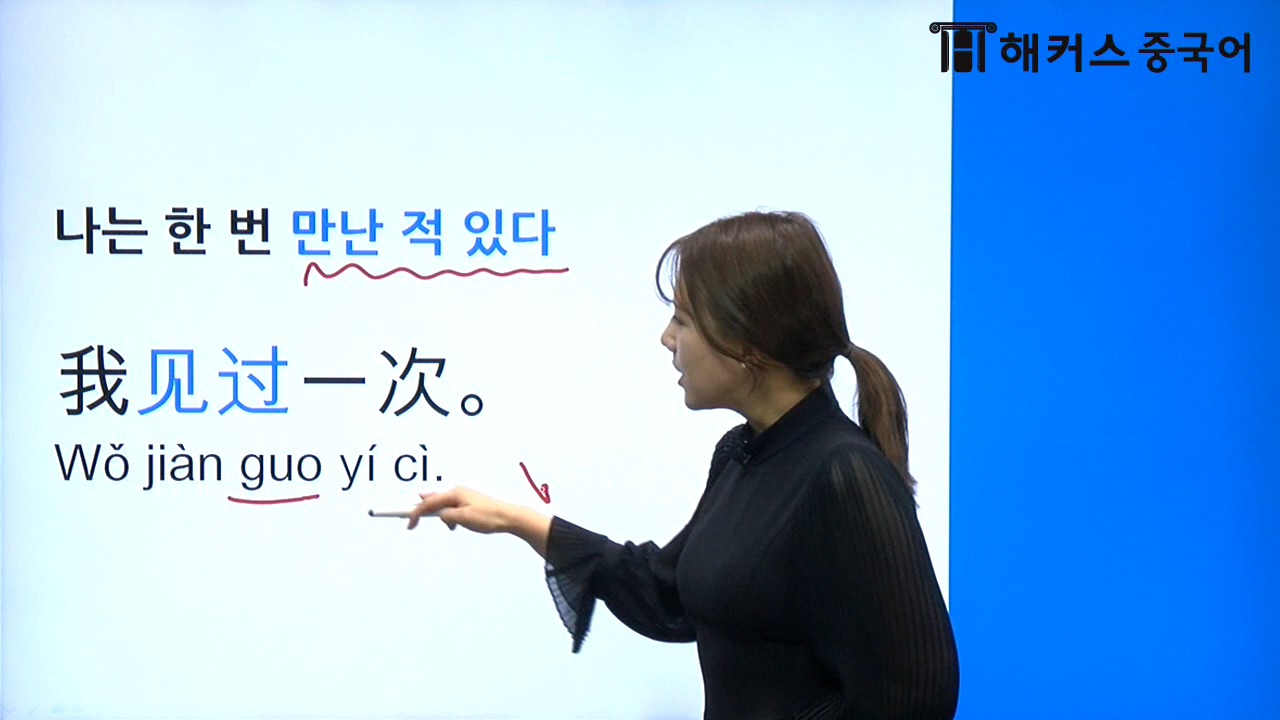 해커스 중국어
나는 한 번 만난 적 있다
我见过一次。
Wǒ jiàn guo yí cì.